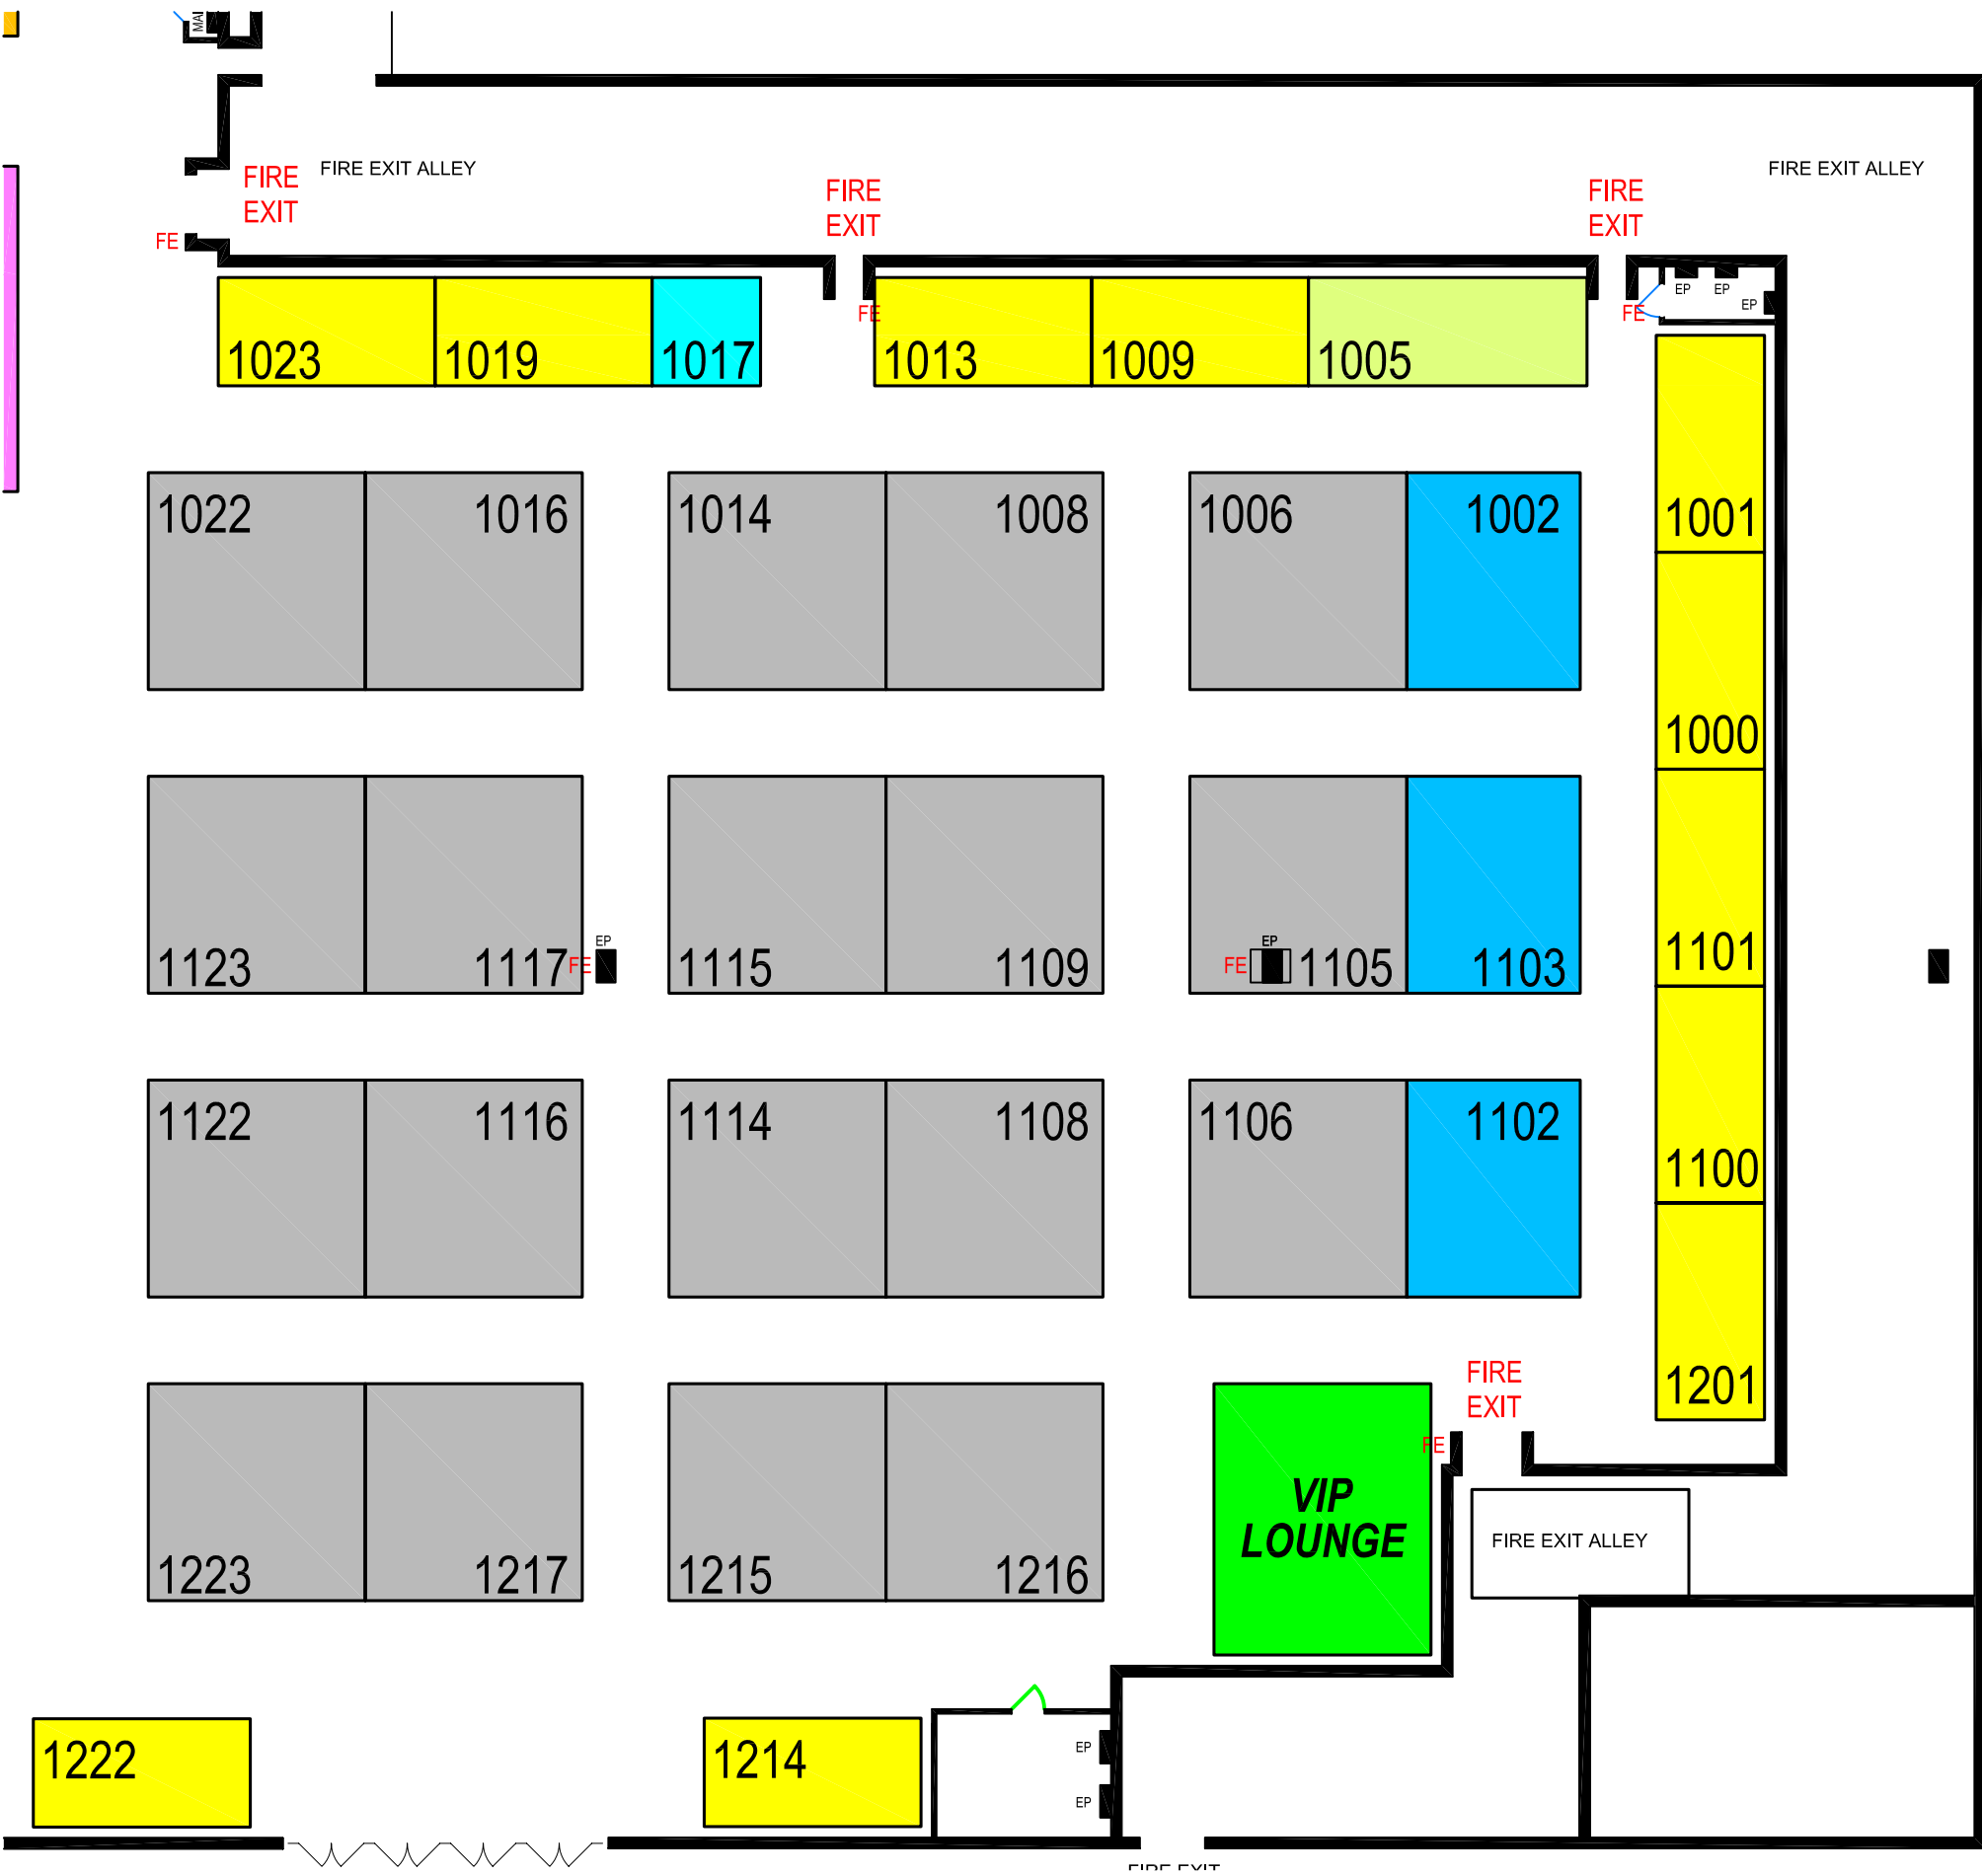 MAI
FIRE
EXIT
FIRE EXIT ALLEY
FIRE
EXIT
FIRE
EXIT
FIRE EXIT ALLEY
FE
FE
FE
EP
EP
EP
1023
1019
1017
1013
1009
1005
1022
1016
1014
1008
1006
1002
1001
1000
1123
1117
FE
EP
1115
1109
FE
EP
1105
1103
1101
1122
1116
1114
1108
1106
1102
1100
1223
1217
1215
1216
VIP
LOUNGE
FIRE
EXIT
FE
1201
FIRE EXIT ALLEY
1222
1214
EP
EP
FIRE EXIT